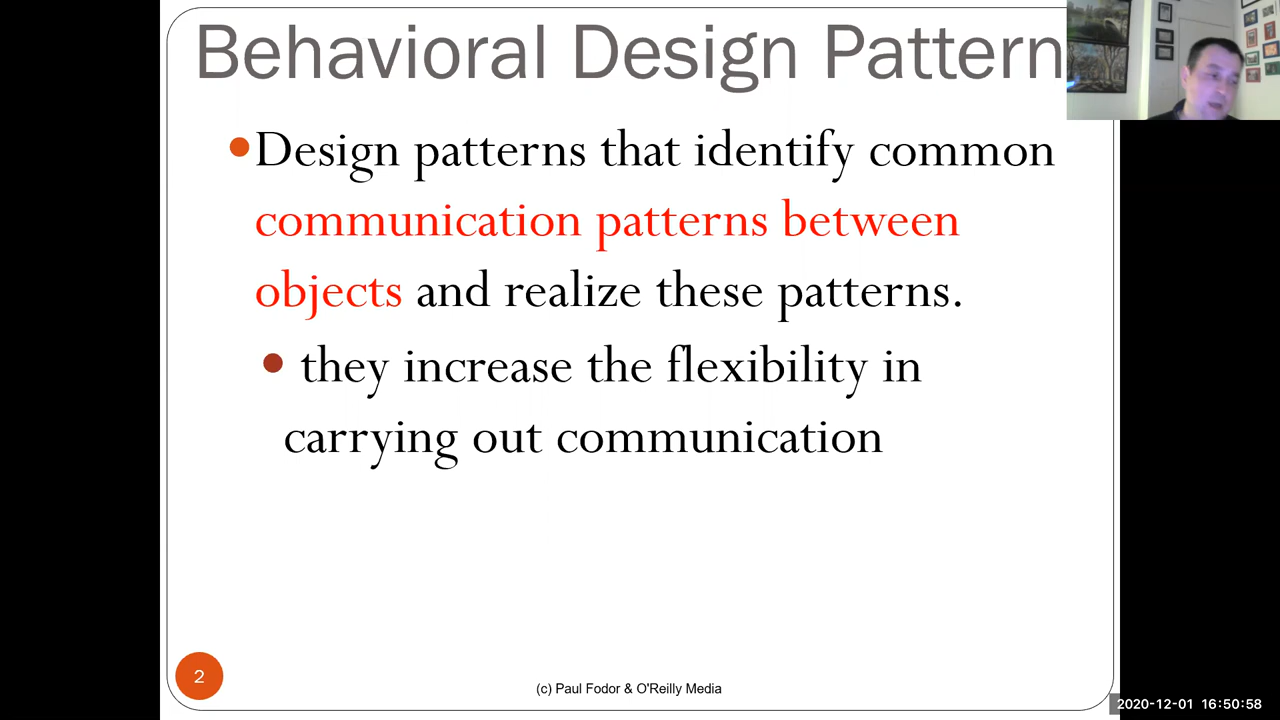 Behavioral Design Pattern
•Design patterns that identify common
communication patterns between
objects and realize these patterns.
• they increase the flexibility in
carrying out communication
2
(c) Paul Fodor & O'Reilly Media
2020-12-01 16:50:58